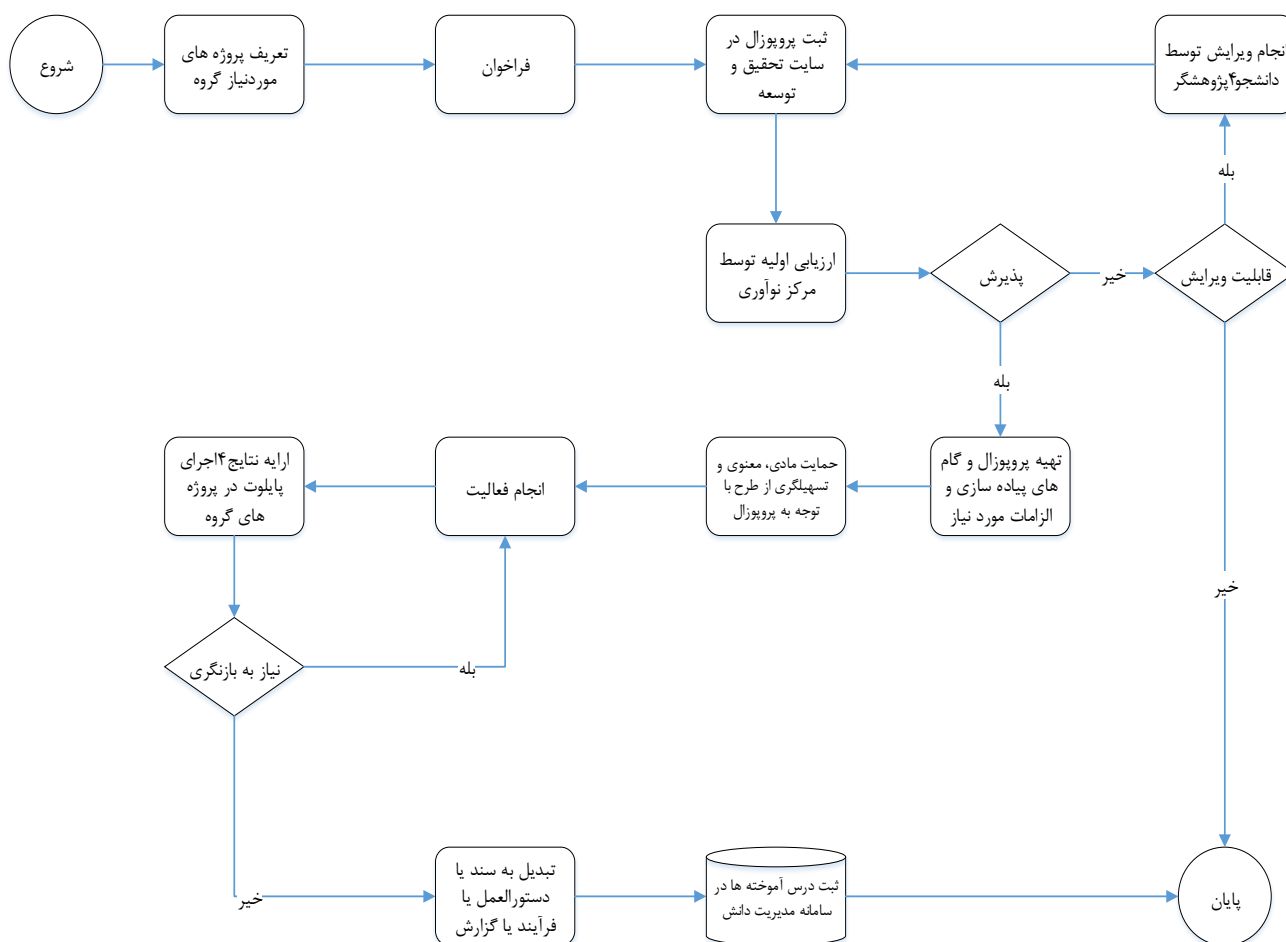 شروع
تعریف پروژه های
موردنیاز گروه
فراخوان
ثبت پروپوزال در
سایت تحقیق و
توسعه
انجام ویرایش توسط
دانشجو۴پژوهشگر
بله
ارزیابی اولیه توسط
مرکز نوآوری
پذیرش
خیر
قابلیت ویرایش
بله
تهیه پروپوزال و گام
های پیاده سازی و
الزامات مورد نیاز
حمایت مادی، معنوی و
تسهیلگری از طرح با
توجه به پروپوزال
انجام فعالیت
ارایه نتایج۴اجرای
پایلوت در پروژه
های گروه
خیر
نیاز به بازنگری
بله
خیر
تبدیل به سند یا
دستورالعمل یا
فرآیند یا گزارش
ثبت درس آموخته ها در
سامانه مدیریت دانش
پایان